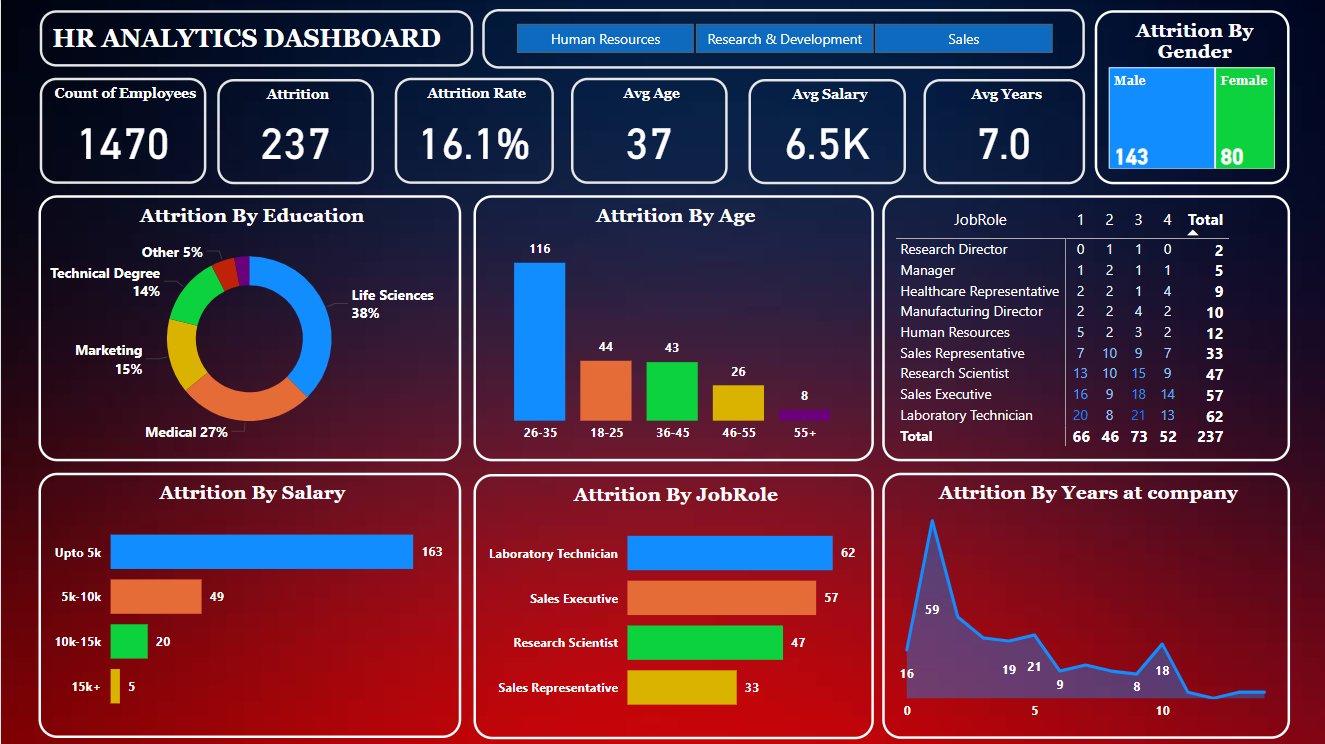 HR ANALYTICS DASHBOARD
Human Resources
Research & Development
Sales
Attrition By
Gender
Male
Female
143
80
Count of Employees
1470
Attrition
237
Attrition Rate
16.1%
Avg Age
37
Avg Salary
6.5K
Avg Years
7.0
Attrition By Education
Other 5%
Technical Degree
14%
Life Sciences
38%
Marketing
15%
Medical 27%
Attrition By Age
116
44
43
26
8
26-35 18-25 36-45 46-55 55+
JobRole 1 2 3 4 Total
Research Director 0 1 1 0 2
Manager 1 2 1 1 5
Healthcare Representative 2 2 1 4 9
Manufacturing Director 2 2 4 2 10
Human Resources 5 2 3 2 12
Sales Representative 7 10 9 7 33
Research Scientist 13 10 15 9 47
Sales Executive 16 9 18 14 57
Laboratory Technician 20 8 21 13 62
Total 66 46 73 52 237
Attrition By Salary
Upto 5k 163
5k-10k 49
10k-15k 20
15k+ 5
Attrition By JobRole
Laboratory Technician 62
Sales Executive 57
Research Scientist 47
Sales Representative 33
Attrition By Years at company
59
16
19
21
9
8
18
0 5 10